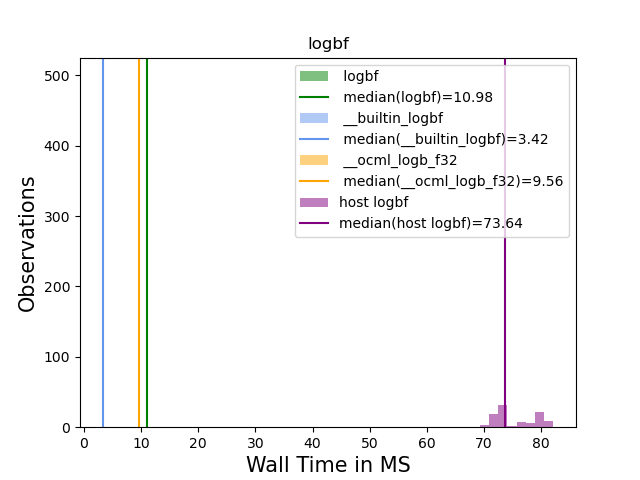 logbf
500
400
300
200
100
0
Observations
logbf
median(logbf)=10.98
__builtin_logbf
median(__builtin_logbf)=3.42
__ocml_logb_f32
median(__ocml_logb_f32)=9.56
host logbf
median(host logbf)=73.64
0 10 20 30 40 50 60 70 80
Wall Time in MS